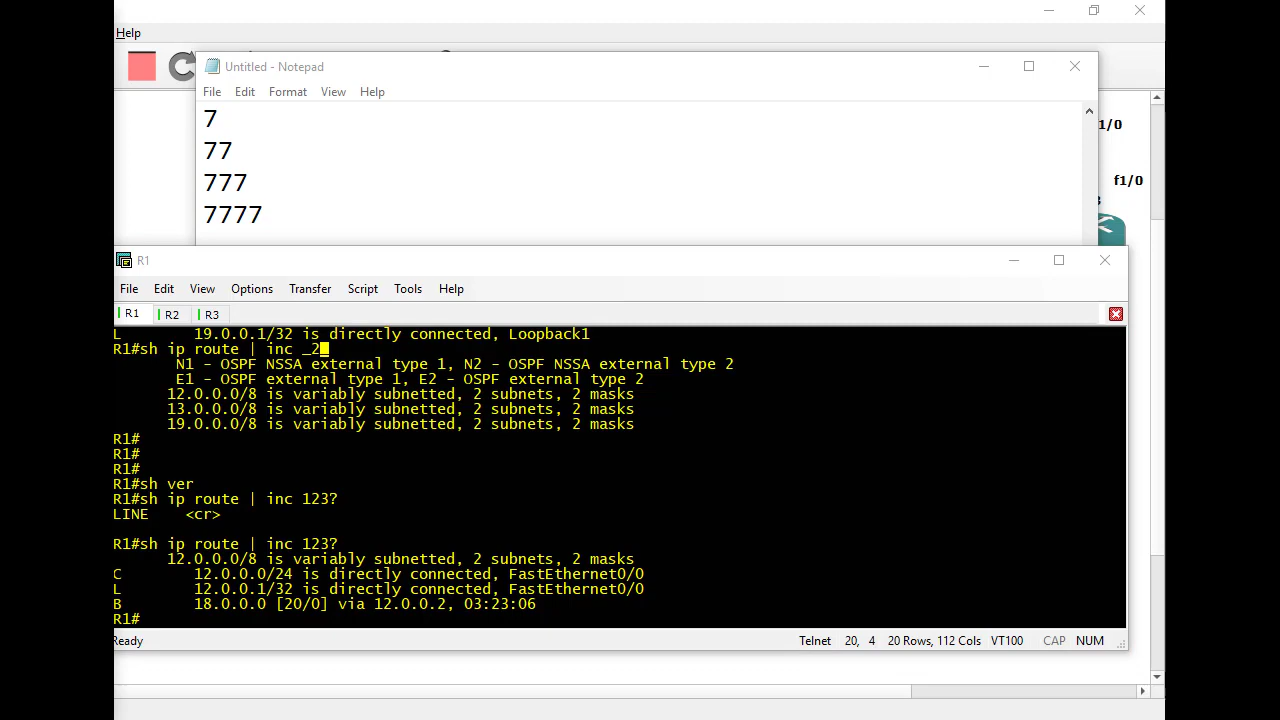 Help
Untitled - Notepad
File Edit Format View Help
7
77
777
7777
1/0
f1/0
3
R1
File Edit View Options Transfer Script Tools Help
R1 R2 R3
L        19.0.0.1/32 is directly connected, Loopback1
R1#sh ip route | inc _2
       N1 - OSPF NSSA external type 1, N2 - OSPF NSSA external type 2
       E1 - OSPF external type 1, E2 - OSPF external type 2
      12.0.0.0/8 is variably subnetted, 2 subnets, 2 masks
      13.0.0.0/8 is variably subnetted, 2 subnets, 2 masks
      19.0.0.0/8 is variably subnetted, 2 subnets, 2 masks
R1#
R1#
R1#
R1#sh ver
R1#sh ip route | inc 123?
LINE    <cr>
R1#sh ip route | inc 123?
      12.0.0.0/8 is variably subnetted, 2 subnets, 2 masks
C        12.0.0.0/24 is directly connected, FastEthernet0/0
L        12.0.0.1/32 is directly connected, FastEthernet0/0
B        18.0.0.0 [20/0] via 12.0.0.2, 03:23:06
R1#
Ready Telnet 20, 4 20 Rows, 112 Cols VT100 CAP NUM